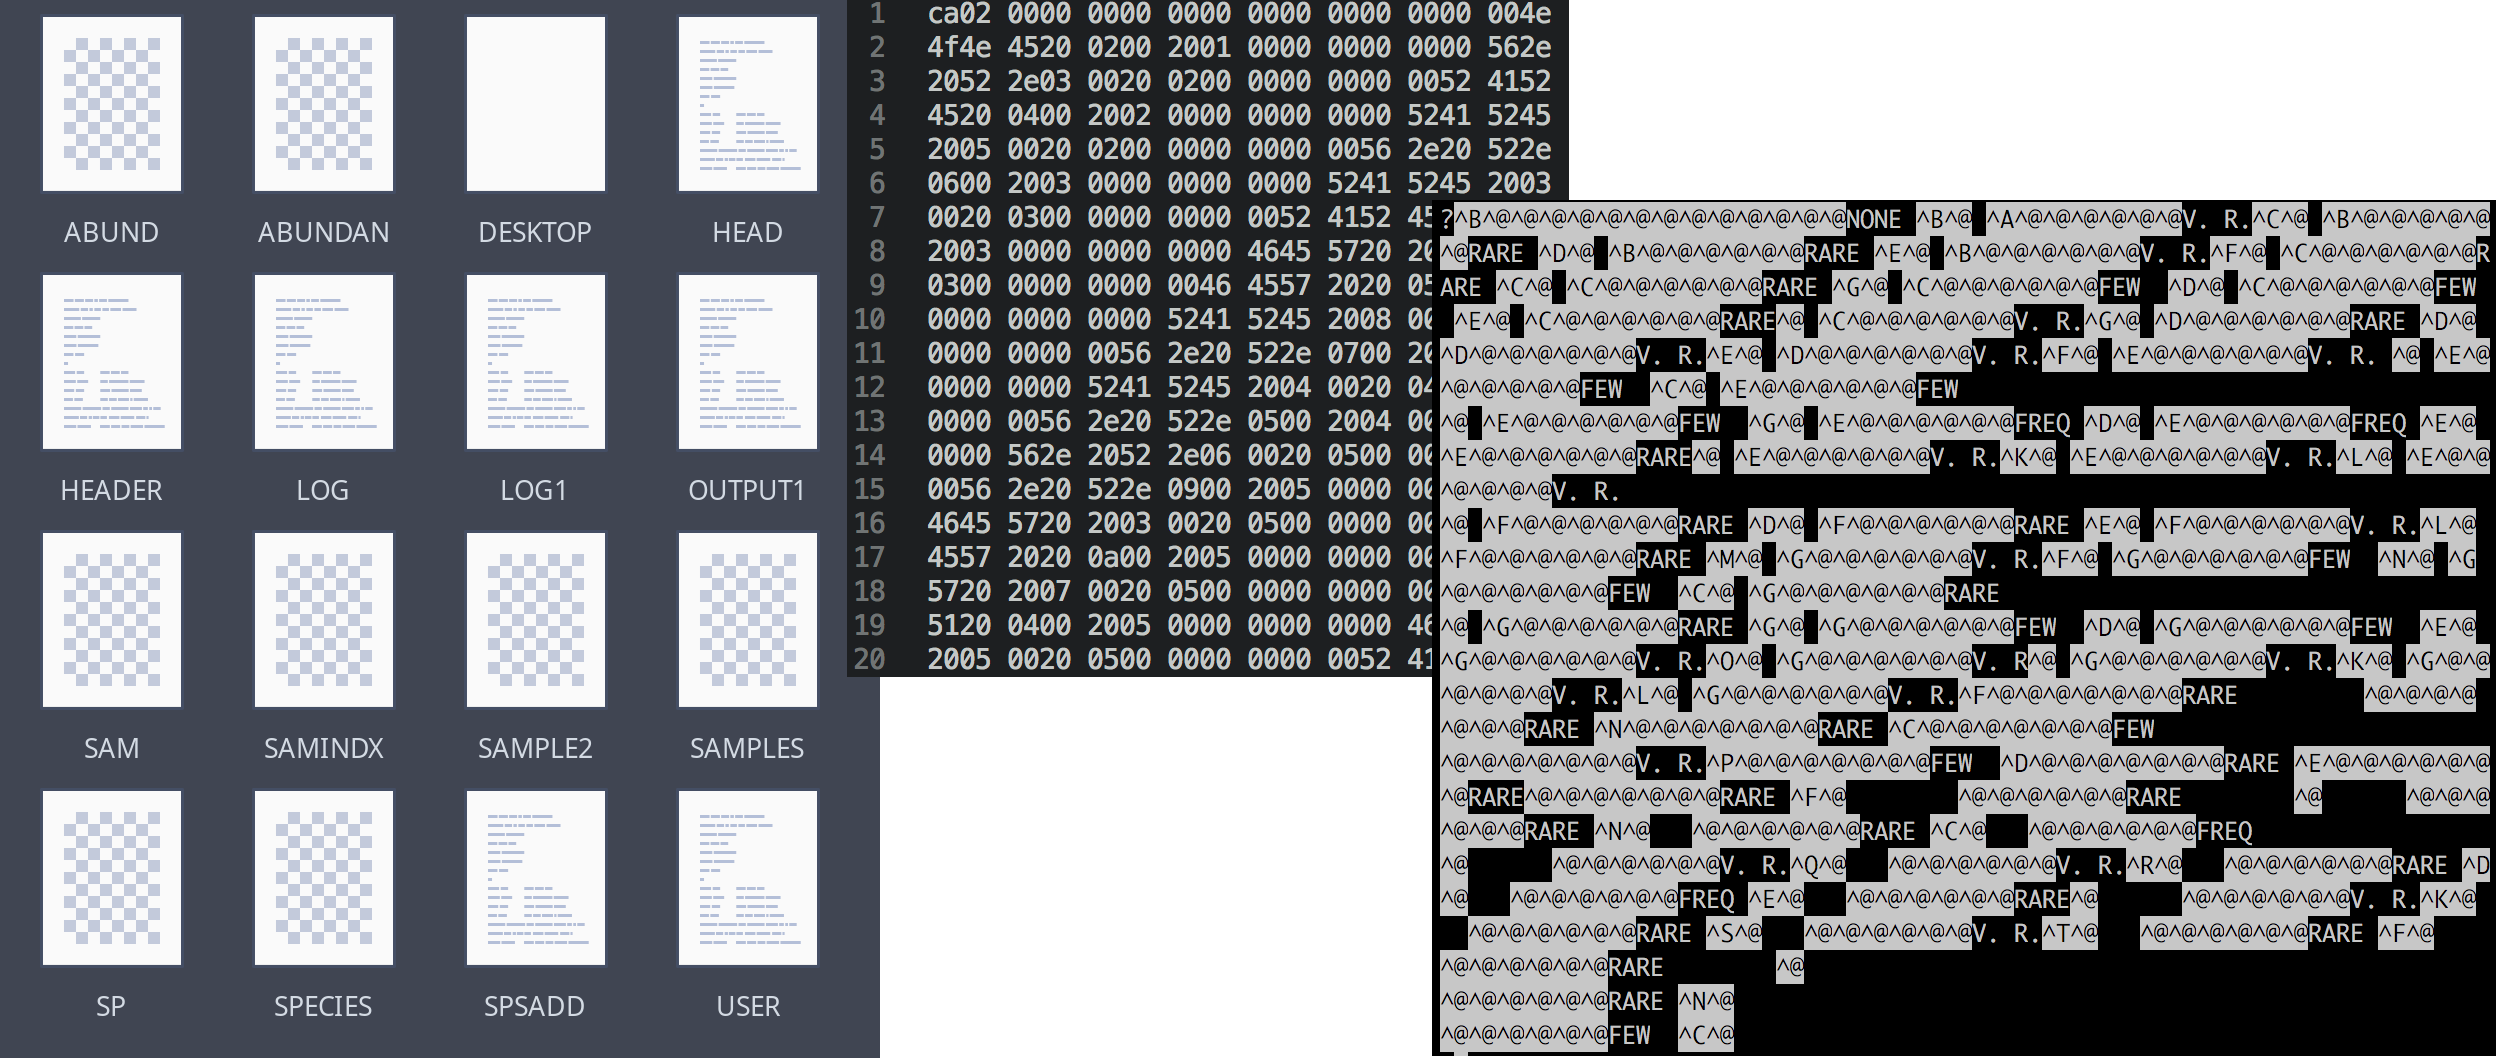 ABUND
ABUNDAN
DESKTOP
HEAD
HEADER
LOG
LOG1
OUTPUT1
SAM
SAMINDX
SAMPLE2
SAMPLES
SP
SPECIES
SPSADD
USER
1 ca02 0000 0000 0000 0000 0000 0000 004e
2 4f4e 4520 0200 2001 0000 0000 0000 562e
3 2052 2e03 0020 0200 0000 0000 0052 4152
4 4520 0400 2002 0000 0000 0000 5241 5245
5 2005 0020 0200 0000 0000 0056 2e20 522e
6 0600 2003 0000 0000 0000 5241 5245 2003
7 0020 0300 0000 0000 0052 4152 45
8 2003 0000 0000 0000 4645 5720 20
9 0300 0000 0000 0046 4557 2020 05
10 0000 0000 0000 5241 5245 2008 00
11 0000 0000 0056 2e20 522e 0700 20
12 0000 0000 5241 5245 2004 0020 04
13 0000 0056 2e20 522e 0500 2004 00
14 0000 562e 2052 2e06 0020 0500 00
15 0056 2e20 522e 0900 2005 0000 00
16 4645 5720 2003 0020 0500 0000 00
17 4557 2020 0a00 2005 0000 0000 00
18 5720 2007 0020 0500 0000 0000 00
19 5120 0400 2005 0000 0000 0000 46
20 2005 0020 0500 0000 0000 0052 41
?^B^@^@^@^@^@^@^@^@^@^@^@^@^@NONE ^B^@ ^A^@^@^@^@^@^@V. R.^C^@ ^B^@^@^@^@^@
^@RARE ^D^@ ^B^@^@^@^@^@^@RARE ^E^@ ^B^@^@^@^@^@^@V. R.^F^@ ^C^@^@^@^@^@^@R
ARE ^C^@ ^C^@^@^@^@^@^@RARE ^G^@ ^C^@^@^@^@^@^@FEW  ^D^@ ^C^@^@^@^@^@^@FEW
 ^E^@ ^C^@^@^@^@^@^@RARE^@ ^C^@^@^@^@^@^@V. R.^G^@ ^D^@^@^@^@^@^@RARE ^D^@
^D^@^@^@^@^@^@V. R.^E^@ ^D^@^@^@^@^@^@V. R.^F^@ ^E^@^@^@^@^@^@V. R. ^@ ^E^@
^@^@^@^@^@FEW  ^C^@ ^E^@^@^@^@^@^@FEW
^@ ^E^@^@^@^@^@^@FEW  ^G^@ ^E^@^@^@^@^@^@FREQ ^D^@ ^E^@^@^@^@^@^@FREQ ^E^@
^E^@^@^@^@^@^@RARE^@ ^E^@^@^@^@^@^@V. R.^K^@ ^E^@^@^@^@^@^@V. R.^L^@ ^E^@^@
^@^@^@^@V. R.
^@ ^F^@^@^@^@^@^@RARE ^D^@ ^F^@^@^@^@^@^@RARE ^E^@ ^F^@^@^@^@^@^@V. R.^L^@
^F^@^@^@^@^@^@RARE ^M^@ ^G^@^@^@^@^@^@V. R.^F^@ ^G^@^@^@^@^@^@FEW  ^N^@ ^G
^@^@^@^@^@^@FEW  ^C^@ ^G^@^@^@^@^@^@RARE
^@ ^G^@^@^@^@^@^@RARE ^G^@ ^G^@^@^@^@^@^@FEW  ^D^@ ^G^@^@^@^@^@^@FEW  ^E^@
^G^@^@^@^@^@^@V. R.^O^@ ^G^@^@^@^@^@^@V. R^@ ^G^@^@^@^@^@^@V. R.^K^@ ^G^@^@
^@^@^@^@V. R.^L^@ ^G^@^@^@^@^@^@V. R.^F^@^@^@^@^@^@^@RARE         ^@^@^@^@
^@^@^@RARE ^N^@^@^@^@^@^@^@RARE ^C^@^@^@^@^@^@^@FEW
^@^@^@^@^@^@^@V. R.^P^@^@^@^@^@^@^@FEW  ^D^@^@^@^@^@^@^@RARE ^E^@^@^@^@^@^@
^@RARE^@^@^@^@^@^@^@RARE ^F^@        ^@^@^@^@^@^@RARE        ^@      ^@^@^@
^@^@^@RARE ^N^@   ^@^@^@^@^@^@RARE ^C^@   ^@^@^@^@^@^@FREQ
^@      ^@^@^@^@^@^@V. R.^Q^@   ^@^@^@^@^@^@V. R.^R^@   ^@^@^@^@^@^@RARE ^D
^@   ^@^@^@^@^@^@FREQ ^E^@   ^@^@^@^@^@^@RARE^@      ^@^@^@^@^@^@V. R.^K^@
  ^@^@^@^@^@^@RARE ^S^@   ^@^@^@^@^@^@V. R.^T^@   ^@^@^@^@^@^@RARE ^F^@
^@^@^@^@^@^@RARE        ^@
^@^@^@^@^@^@RARE ^N^@
^@^@^@^@^@^@FEW  ^C^@